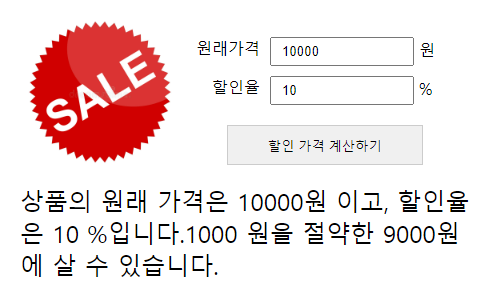 SALE
원래가격 10000 원
할인율 10 %
할인 가격 계산하기
상품의 원래 가격은 10000원 이고, 할인율
은 10 %입니다.1000 원을 절약한 9000원
에 살 수 있습니다.